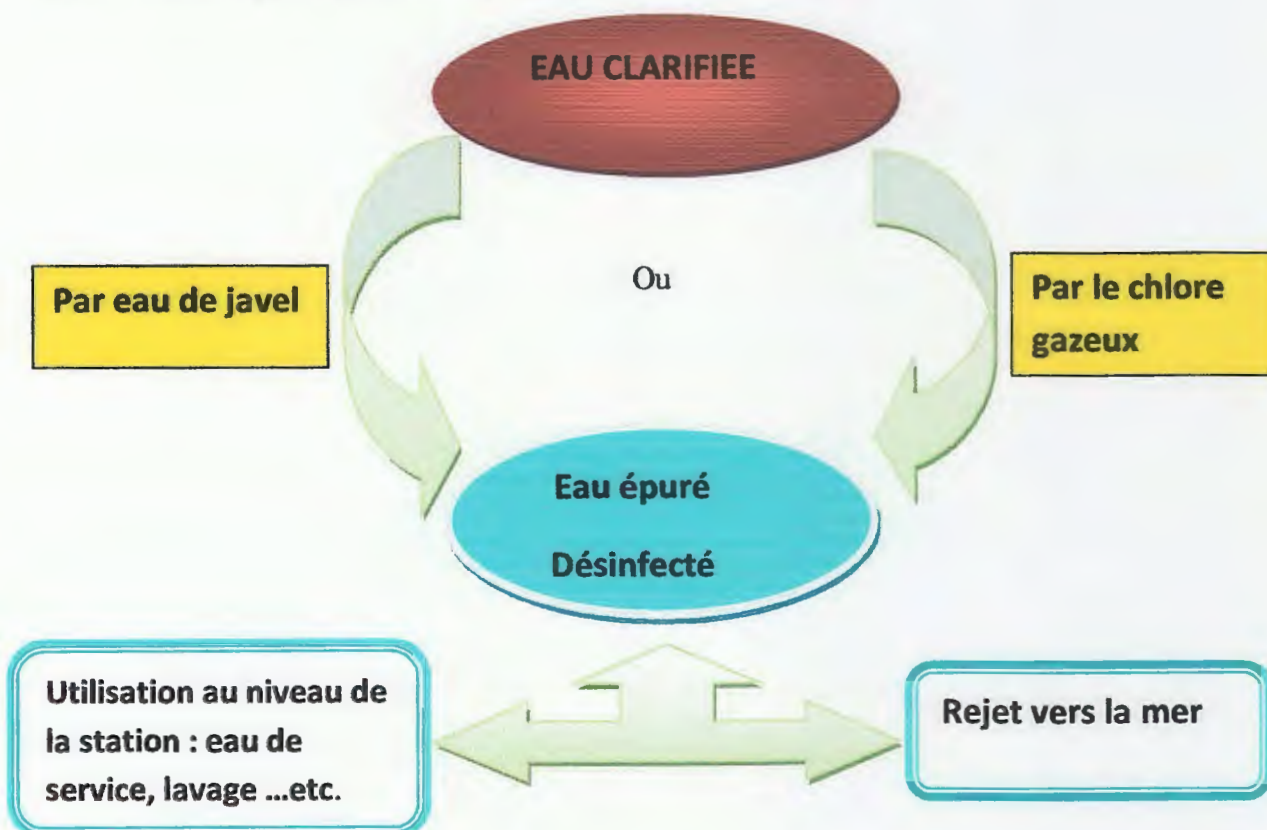 EAU CLARIFIEE
Par eau de javel
Ou
Par le chlore
gazeux
Eau épuré
Désinfecté
Utilisation au niveau de
la station : eau de
service, lavage ...etc.
Rejet vers la mer